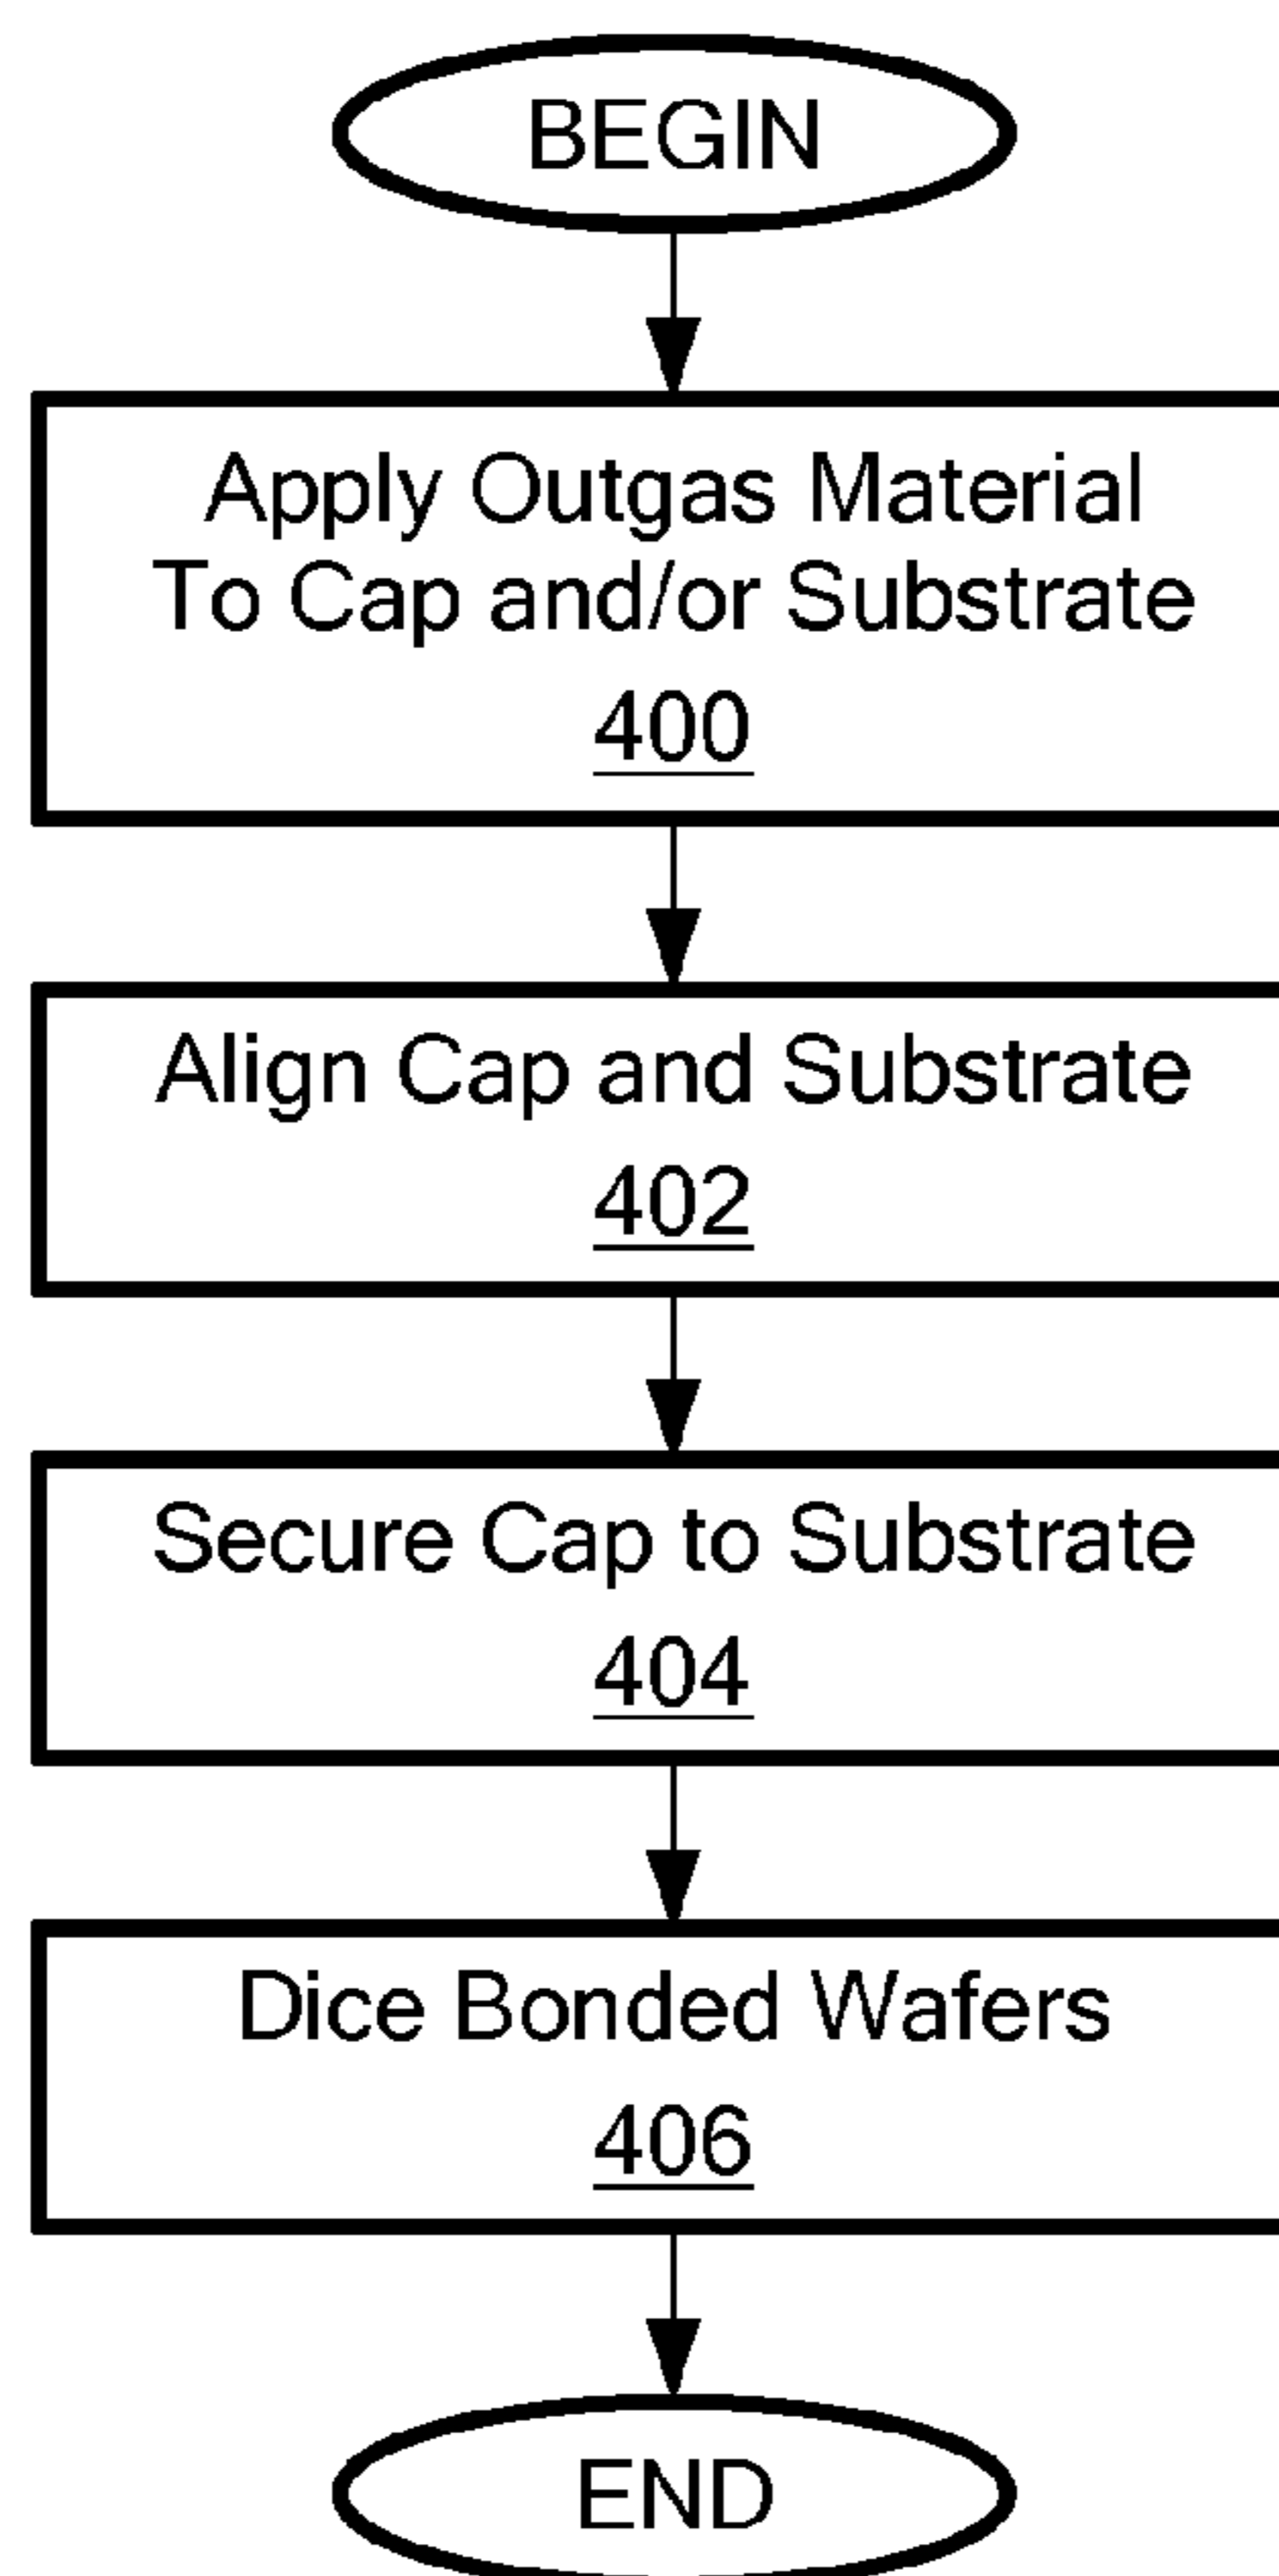 BEGIN
Apply Outgas Material
To Cap and/or Substrate
400
Align Cap and Substrate
402
Secure Cap to Substrate
404
Dice Bonded Wafers
406
END